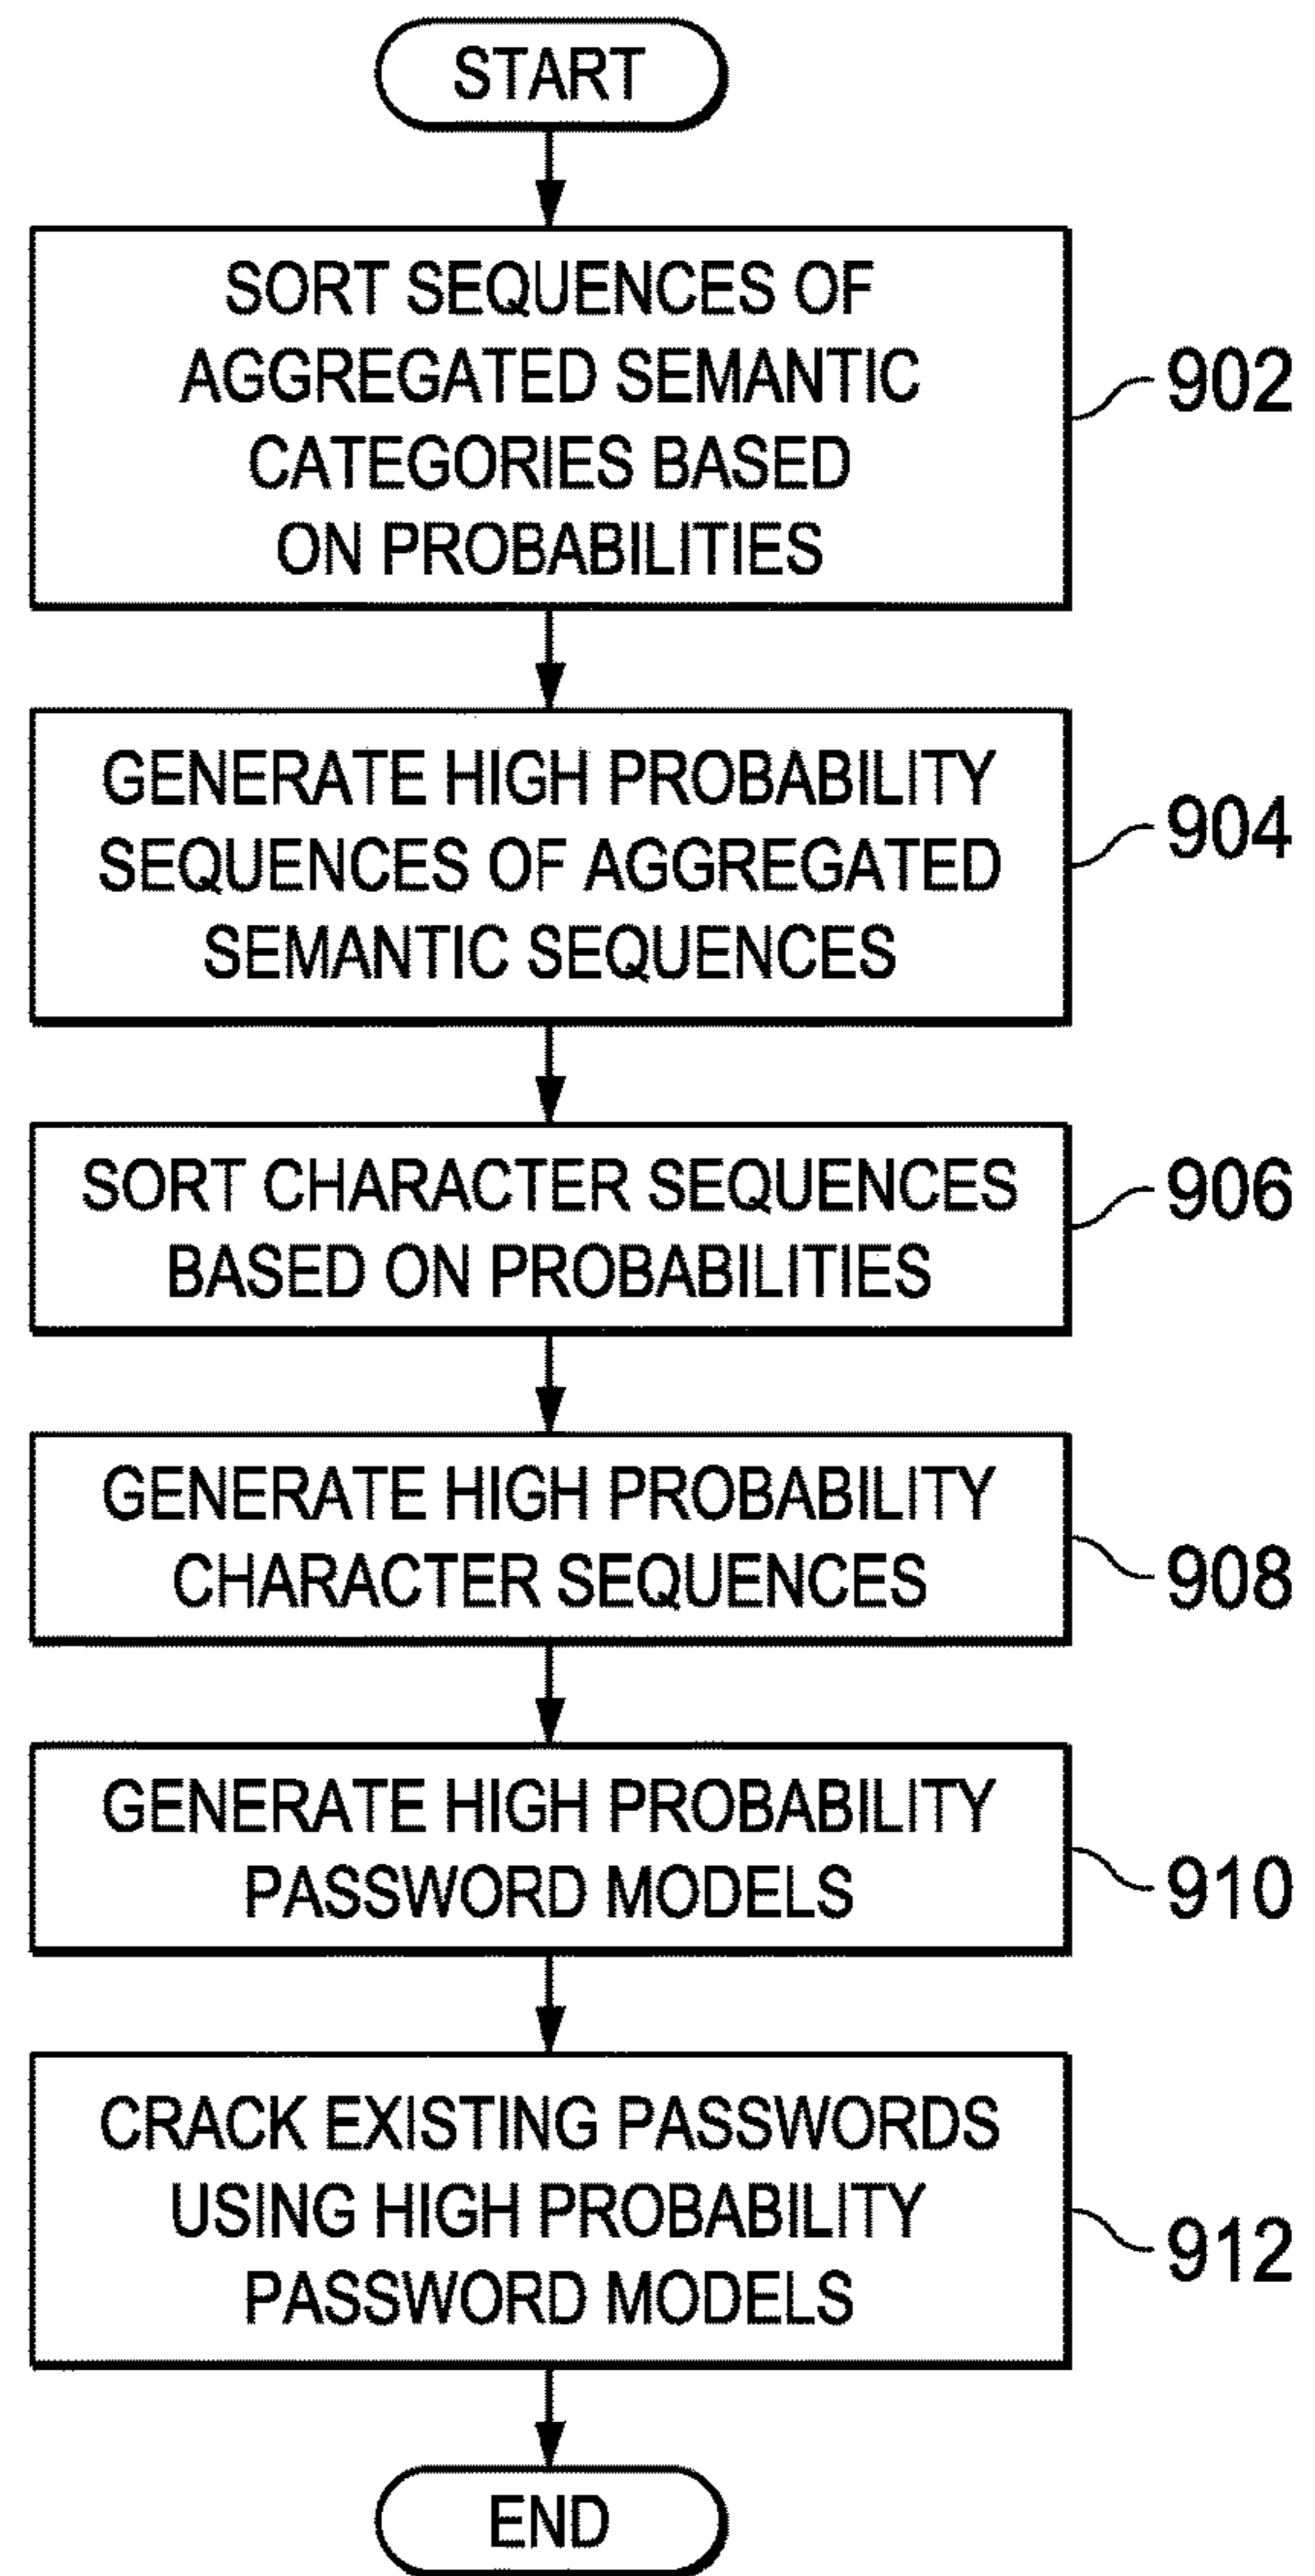 START
SORT SEQUENCES OF
AGGREGATED SEMANTIC
CATEGORIES BASED
ON PROBABILITIES
902
GENERATE HIGH PROBABILITY
SEQUENCES OF AGGREGATED
SEMANTIC SEQUENCES
904
SORT CHARACTER SEQUENCES
BASED ON PROBABILITIES
906
GENERATE HIGH PROBABILITY
CHARACTER SEQUENCES
908
GENERATE HIGH PROBABILITY
PASSWORD MODELS
910
CRACK EXISTING PASSWORDS
USING HIGH PROBABILITY
PASSWORD MODELS
912
END